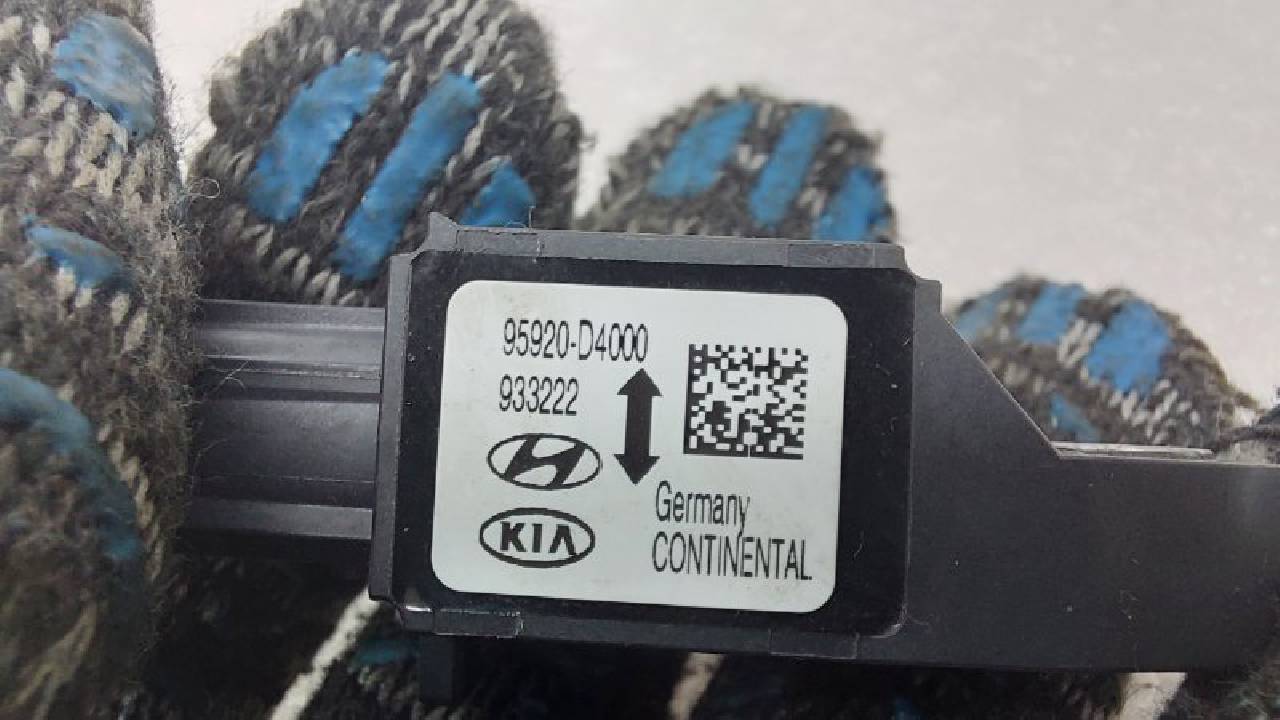 95920-D4000
933222
KIA
Germany
CONTINENTAL